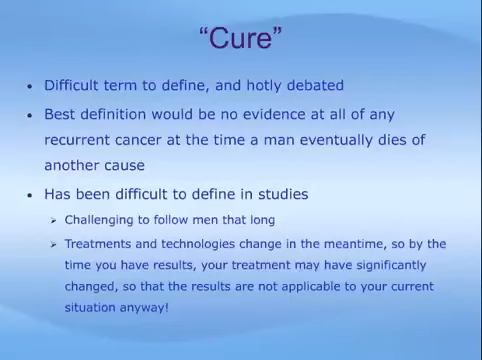 “Cure”
• Difficult term to define, and hotly debated
• Best definition would be no evidence at all of any
recurrent cancer at the time a man eventually dies of
another cause
• Has been difficult to define in studies
➢ Challenging to follow men that long
➢ Treatments and technologies change in the meantime, so by the
time you have results, your treatment may have significantly
changed, so that the results are not applicable to your current
situation anyway!